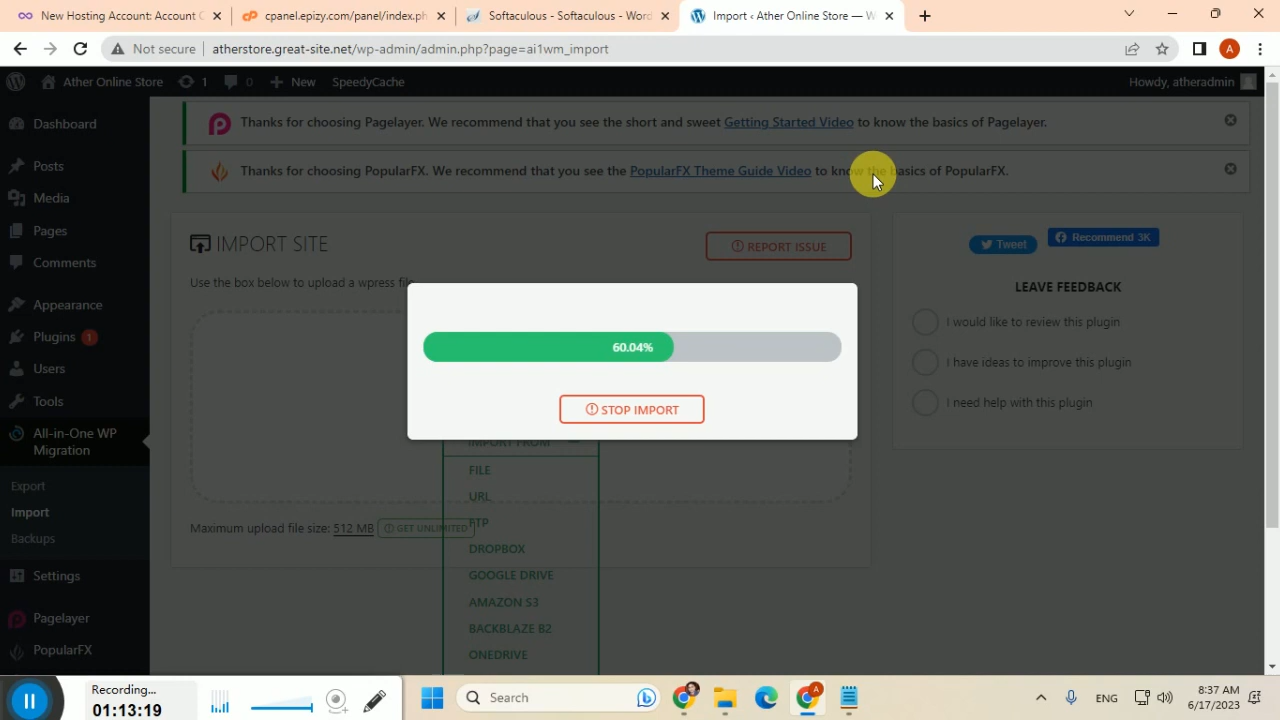 New Hosting Account: Account C
cpanel.epizy.com/panel/index.ph
Softaculous - Softaculous - Word
Import ‹ Ather Online Store — W
Not secure
atherstore.great-site.net/wp-admin/admin.php?page=ai1wm_import
A
Ather Online Store
1
0
New
SpeedyCache
Howdy, atheradmin
Dashboard
Posts
Media
Pages
Comments
Appearance
Plugins 1
Users
Tools
All-in-One WP
Migration
Export
Import
Backups
Settings
Pagelayer
PopularFX
Thanks for choosing Pagelayer. We recommend that you see the short and sweet Getting Started Video to know the basics of Pagelayer.
Thanks for choosing PopularFX. We recommend that you see the PopularFX Theme Guide Video to know the basics of PopularFX.
IMPORT SITE
REPORT ISSUE
Use the box below to upload a wpress file.
60.04%
STOP IMPORT
IMPORT FROM
FILE
URL
FTP
DROPBOX
GOOGLE DRIVE
AMAZON S3
BACKBLAZE B2
ONEDRIVE
Maximum upload file size: 512 MB
GET UNLIMITED
Tweet
Recommend 3K
LEAVE FEEDBACK
I would like to review this plugin
I have ideas to improve this plugin
I need help with this plugin
Recording...
01:13:19
Search
A
ENG
8:37 AM
6/17/2023